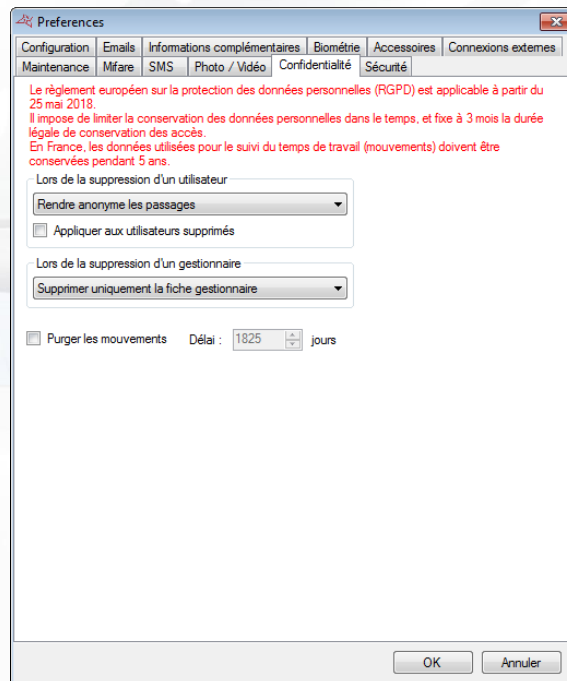 Preferences
Configuration Emails Informations complémentaires Biométrie Accessoires Connexions externes
Maintenance Mifare SMS Photo / Vidéo Confidentialité Sécurité
Le règlement européen sur la protection des données personnelles (RGPD) est applicable à partir du
25 mai 2018.
Il impose de limiter la conservation des données personnelles dans le temps, et fixe à 3 mois la durée
légale de conservation des accès.
En France, les données utilisées pour le suivi du temps de travail (mouvements) doivent être
conservées pendant 5 ans.
Lors de la suppression d'un utilisateur
Rendre anonyme les passages
Appliquer aux utilisateurs supprimés
Lors de la suppression d'un gestionnaire
Supprimer uniquement la fiche gestionnaire
Purger les mouvements Délai : 1825 jours
OK Annuler